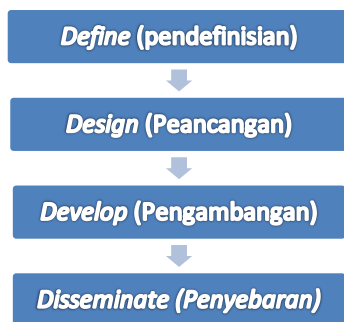 Define (pendefinisian)
Design (Peancangan)
Develop (Pengambangan)
Disseminate (Penyebaran)